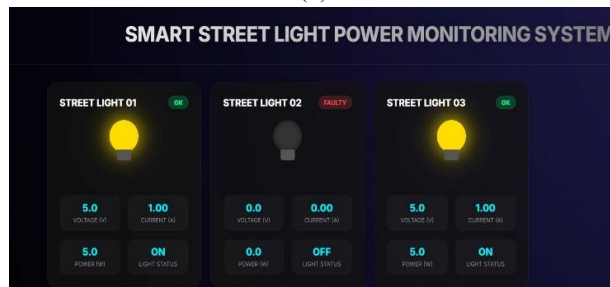 SMART STREET LIGHT POWER MONITORING SYSTEM
STREET LIGHT 01 OK
STREET LIGHT 02 FAULTY
STREET LIGHT 03 OK
5.0 1.00
VOLTAGE (V) CURRENT (A)
0.0 0.00
VOLTAGE (V) CURRENT (A)
5.0 1.00
VOLTAGE (V) CURRENT (A)
5.0 ON
POWER (W) LIGHT STATUS
0.0 OFF
POWER (W) LIGHT STATUS
5.0 ON
POWER (W) LIGHT STATUS